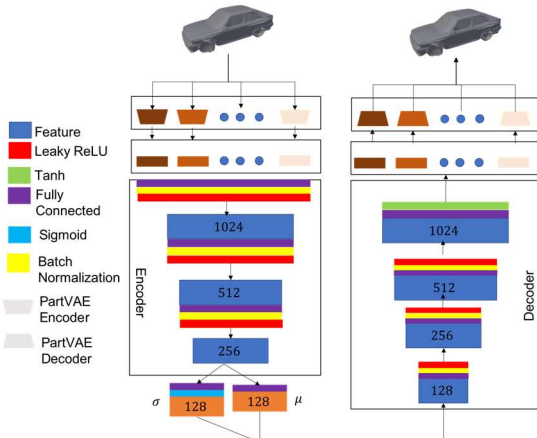 Feature
Leaky ReLU
Tanh
Fully
Connected
Sigmoid
Batch
Normalization
PartVAE
Encoder
PartVAE
Decoder
Encoder
1024
512
256
σ
128
128
μ
Decoder
1024
512
256
128